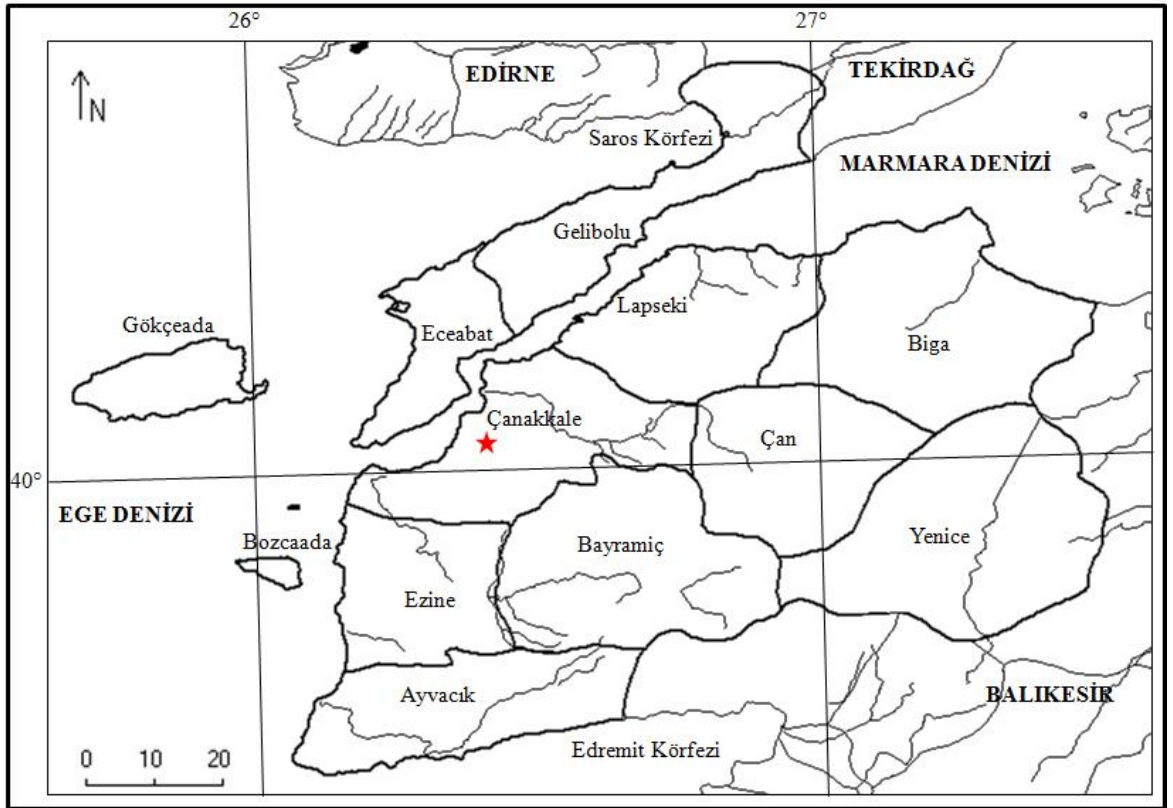 26° 27°
N
EDİRNE
TEKİRDAĞ
Saros Körfezi
MARMARA DENİZİ
Gelibolu
Lapseki
Gökçeada
Eceabat
Biga
Çanakkale
Çan
40°
EGE DENİZİ
Bozcaada
Bayramiç
Yenice
Ezine
Ayvacık
BALIKESİR
Edremit Körfezi
0 10 20